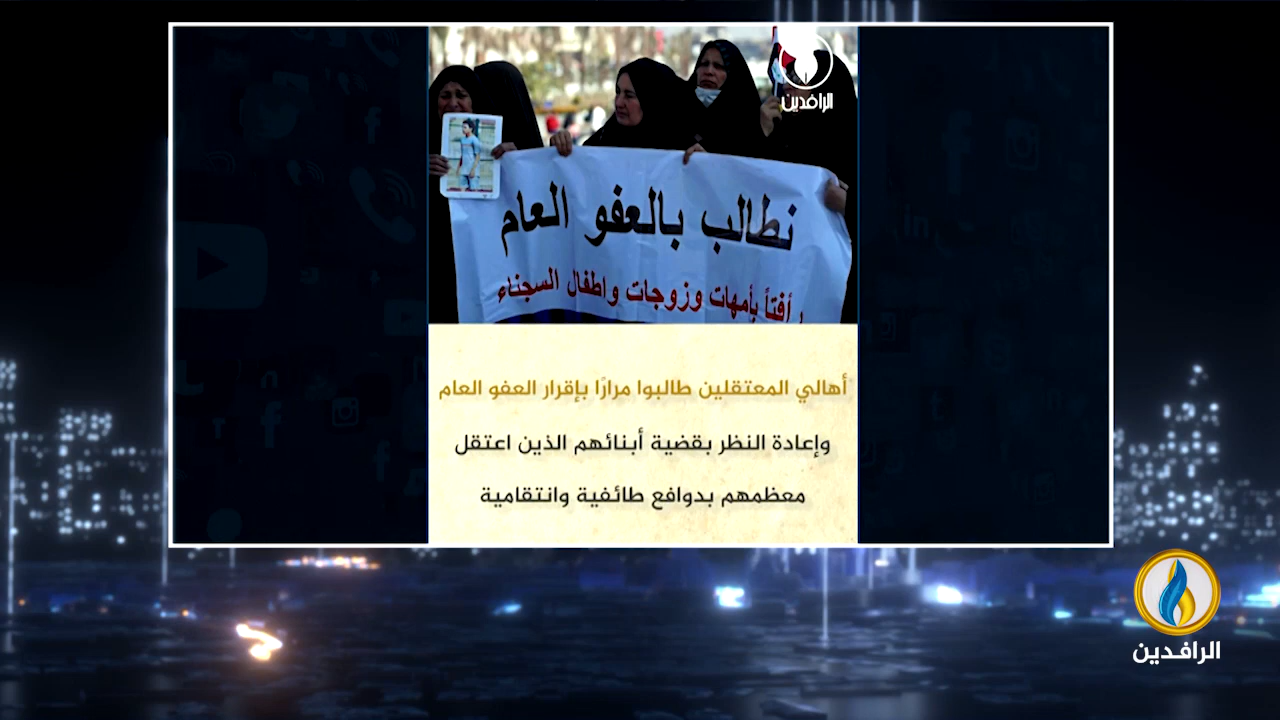 الرافدين
نطالب بالعفو العام
رأفتاً بأمهات وزوجات واطفال السجناء
أهالي المعتقلين طالبوا مرارًا بإقرار العفو العام
وإعادة النظر بقضية أبنائهم الذين اعتقل
معظمهم بدوافع طائفية وانتقامية
الرافدين